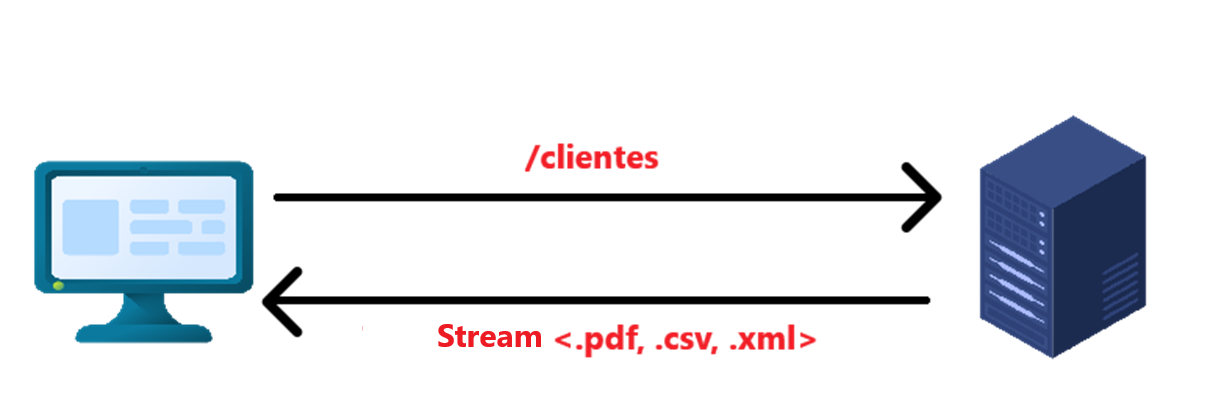 /clientes
Stream <.pdf, .csv, .xml>